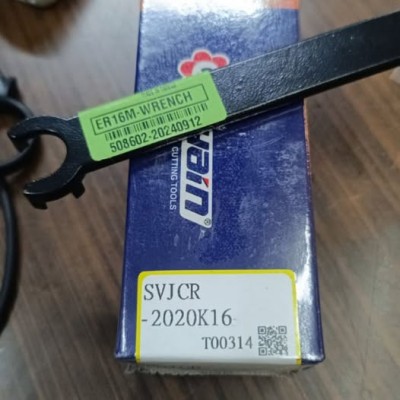 ER16M-WRENCH
508602-20240912
CUTTING TOOLS
SVJCR
-2020K16
T00314